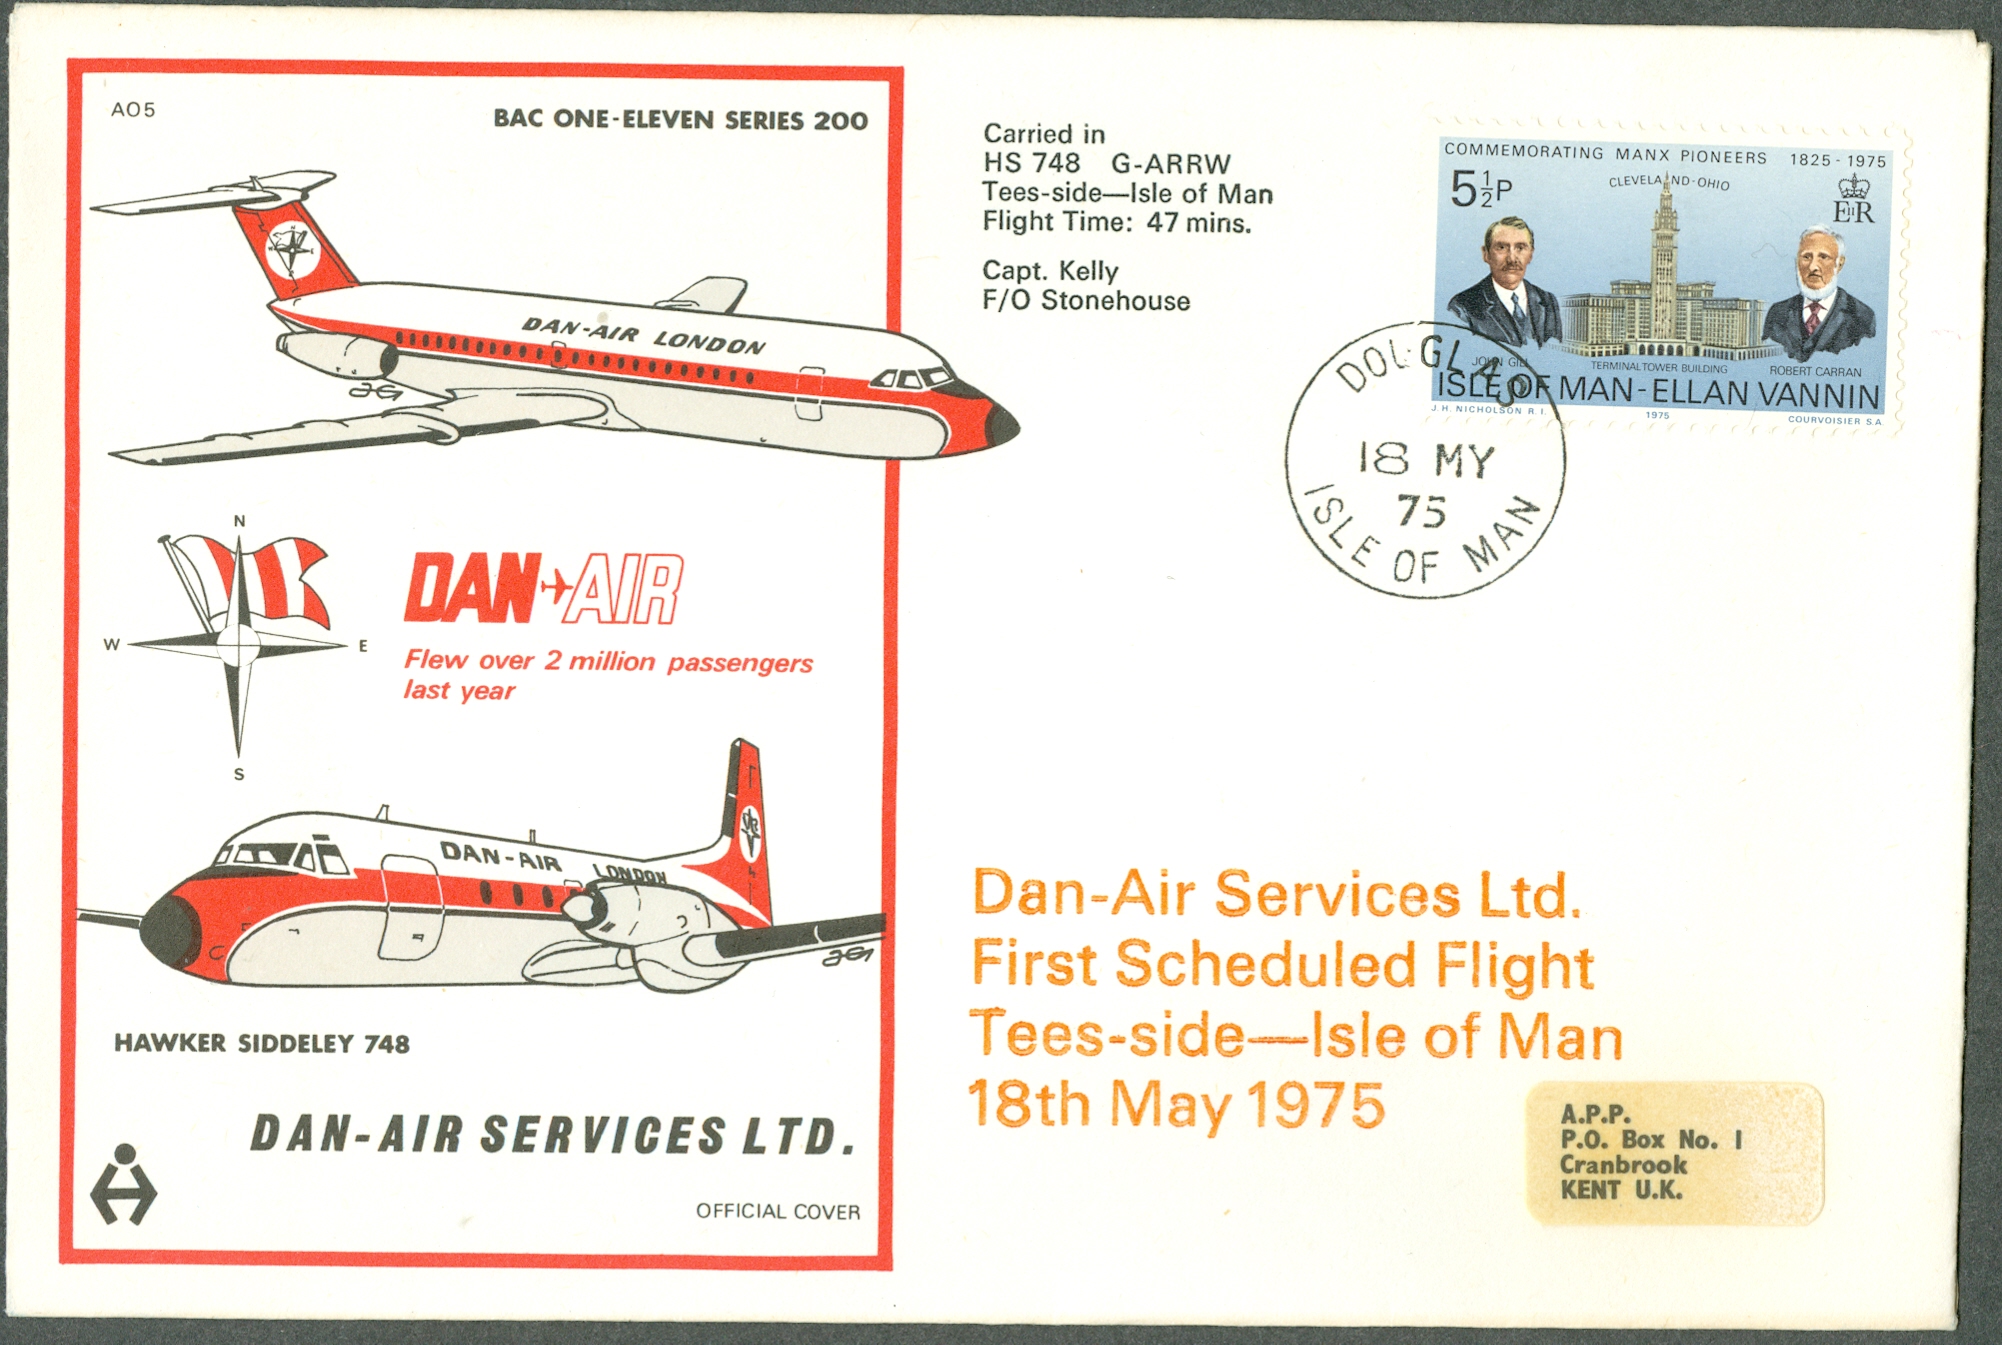 AO5
BAC ONE-ELEVEN SERIES 200
DAN-AIR LONDON
N
W
E
S
DAN AIR
Flew over 2 million passengers
last year
DAN-AIR LONDON
HAWKER SIDDELEY 748
DAN-AIR SERVICES LTD.
OFFICIAL COVER
Carried in
HS 748 G-ARRW
Tees-side—Isle of Man
Flight Time: 47 mins.
Capt. Kelly
F/O Stonehouse
COMMEMORATING MANX PIONEERS 1825-1975
5½P
CLEVELAND-OHIO
EIIR
JOHN GILL
TERMINAL TOWER BUILDING
ROBERT CARRAN
ISLE OF MAN-ELLAN VANNIN
J.H. NICHOLSON R.I.
1975
COURVOISIER S.A
DOUGLAS
18 MY
75
ISLE OF MAN
Dan-Air Services Ltd.
First Scheduled Flight
Tees-side—Isle of Man
18th May 1975
A.P.P.
P.O. Box No. 1
Cranbrook
KENT U.K.